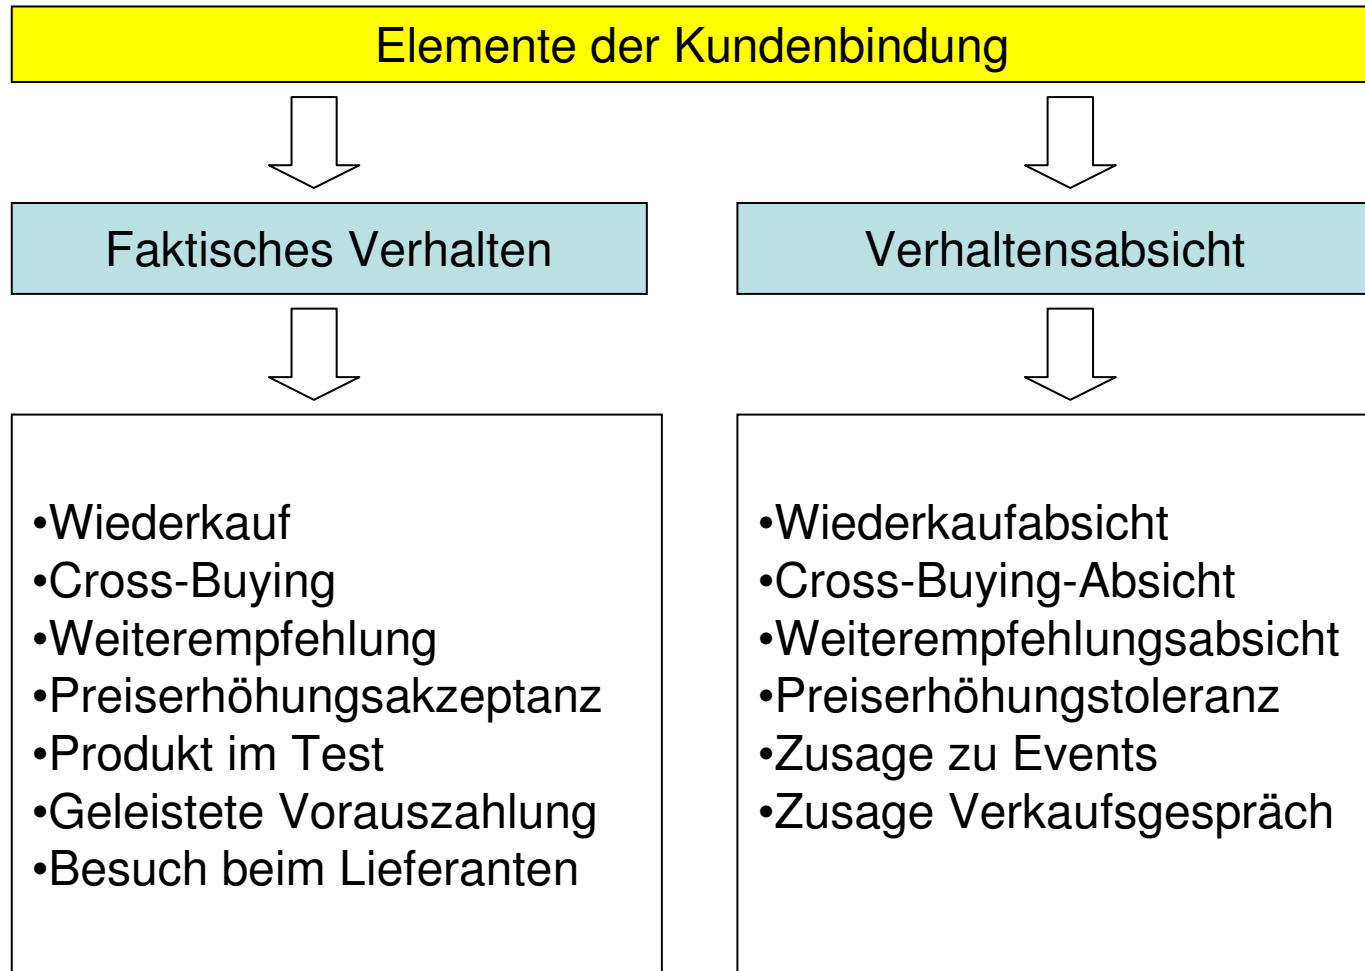 Elemente der Kundenbindung
Faktisches Verhalten
•Wiederkauf
•Cross-Buying
•Weiterempfehlung
•Preiserhöhungsakzeptanz
•Produkt im Test
•Geleistete Vorauszahlung
•Besuch beim Lieferanten
Verhaltensabsicht
•Wiederkaufabsicht
•Cross-Buying-Absicht
•Weiterempfehlungsabsicht
•Preiserhöhungstoleranz
•Zusage zu Events
•Zusage Verkaufsgespräch